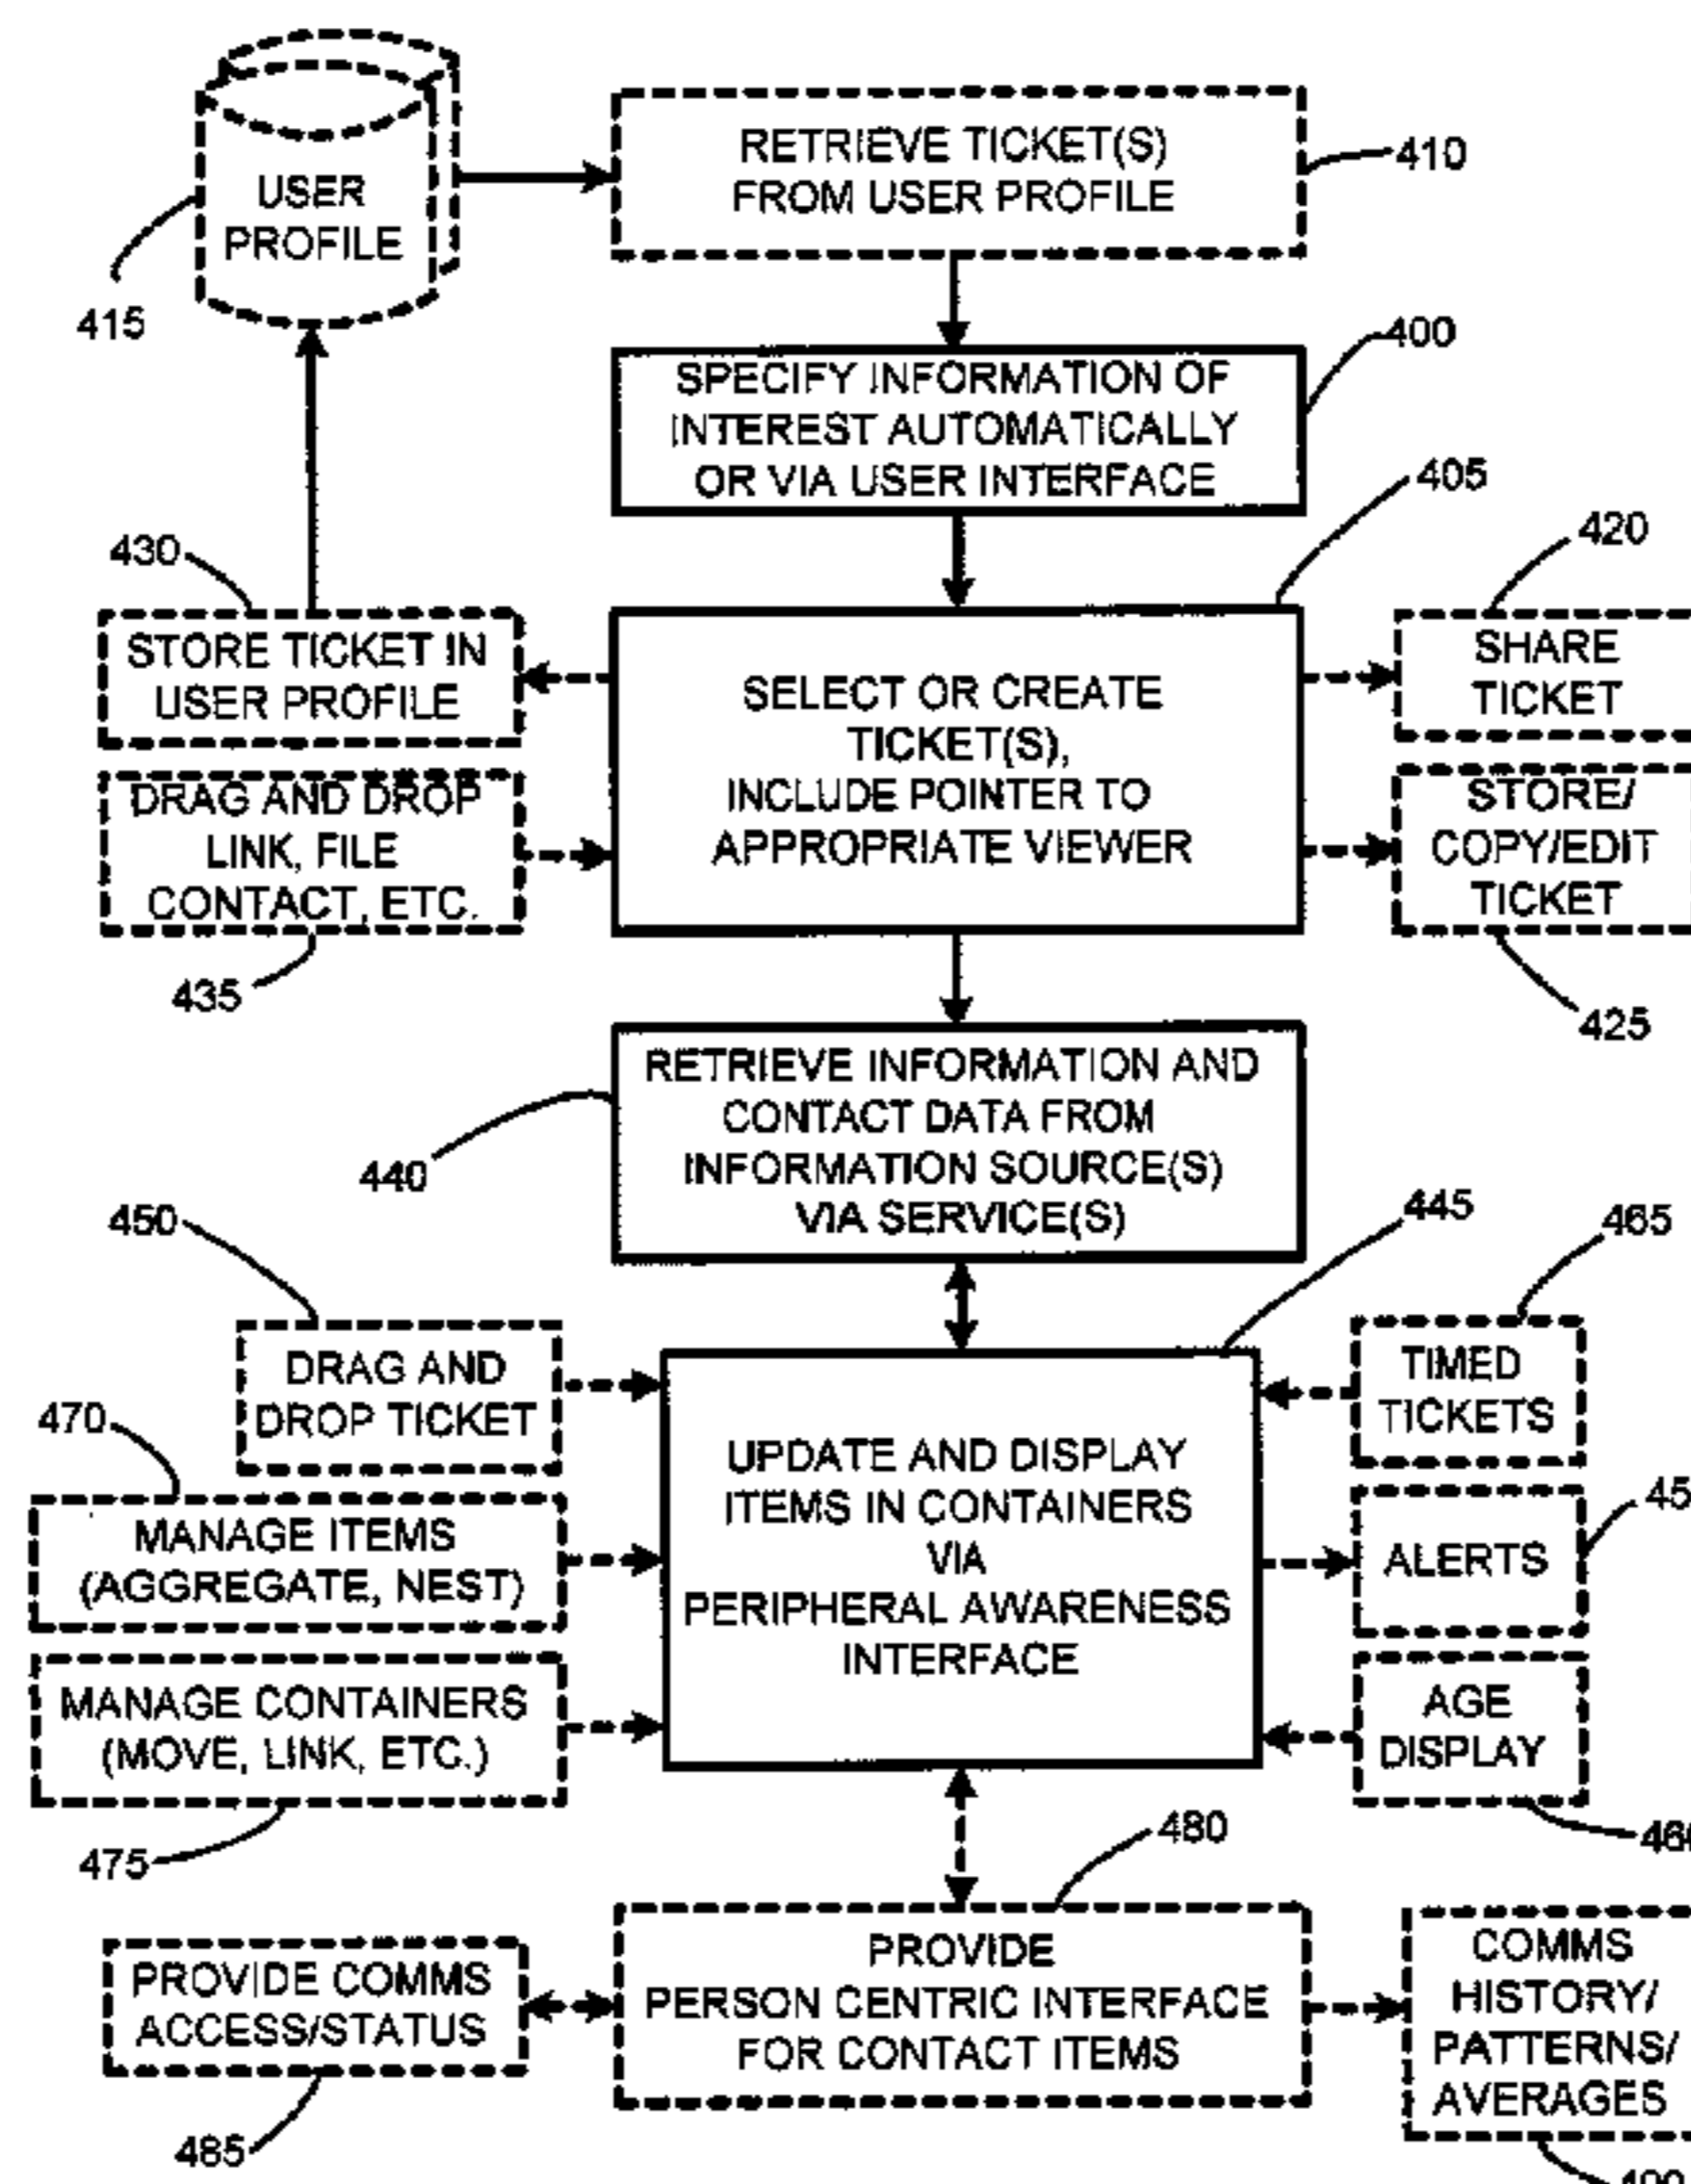 USER
PROFILE
415
RETRIEVE TICKET(S)
FROM USER PROFILE
410
SPECIFY INFORMATION OF
INTEREST AUTOMATICALLY
OR VIA USER INTERFACE
400
405
430
STORE TICKET IN
USER PROFILE
SELECT OR CREATE
TICKET(S),
INCLUDE POINTER TO
APPROPRIATE VIEWER
420
SHARE
TICKET
DRAG AND DROP
LINK, FILE
CONTACT, ETC.
435
STORE/
COPY/EDIT
TICKET
425
RETRIEVE INFORMATION AND
CONTACT DATA FROM
INFORMATION SOURCE(S)
VIA SERVICE(S)
440
445
450
DRAG AND
DROP TICKET
465
TIMED
TICKETS
470
MANAGE ITEMS
(AGGREGATE, NEST)
UPDATE AND DISPLAY
ITEMS IN CONTAINERS
VIA
PERIPHERAL AWARENESS
INTERFACE
45
ALERTS
MANAGE CONTAINERS
(MOVE, LINK, ETC.)
475
AGE
DISPLAY
480
PROVIDE COMMS
ACCESS/STATUS
485
PROVIDE
PERSON CENTRIC INTERFACE
FOR CONTACT ITEMS
COMMS
HISTORY/
PATTERNS/
AVERAGES